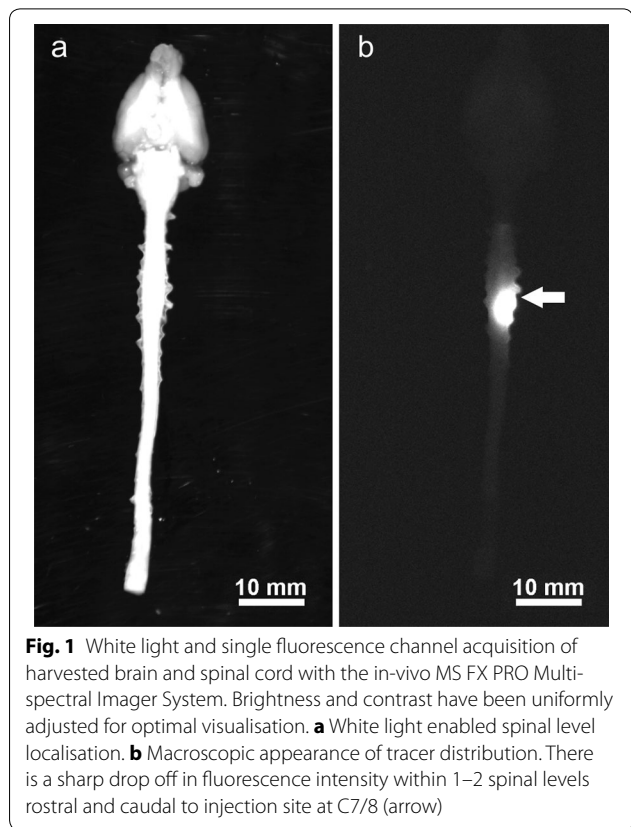 a
b
10 mm
10 mm
Fig. 1 White light and single fluorescence channel acquisition of
harvested brain and spinal cord with the in-vivo MS FX PRO Multi-
spectral Imager System. Brightness and contrast have been uniformly
adjusted for optimal visualisation. a White light enabled spinal level
localisation. b Macroscopic appearance of tracer distribution. There
is a sharp drop off in fluorescence intensity within 1–2 spinal levels
rostral and caudal to injection site at C7/8 (arrow)